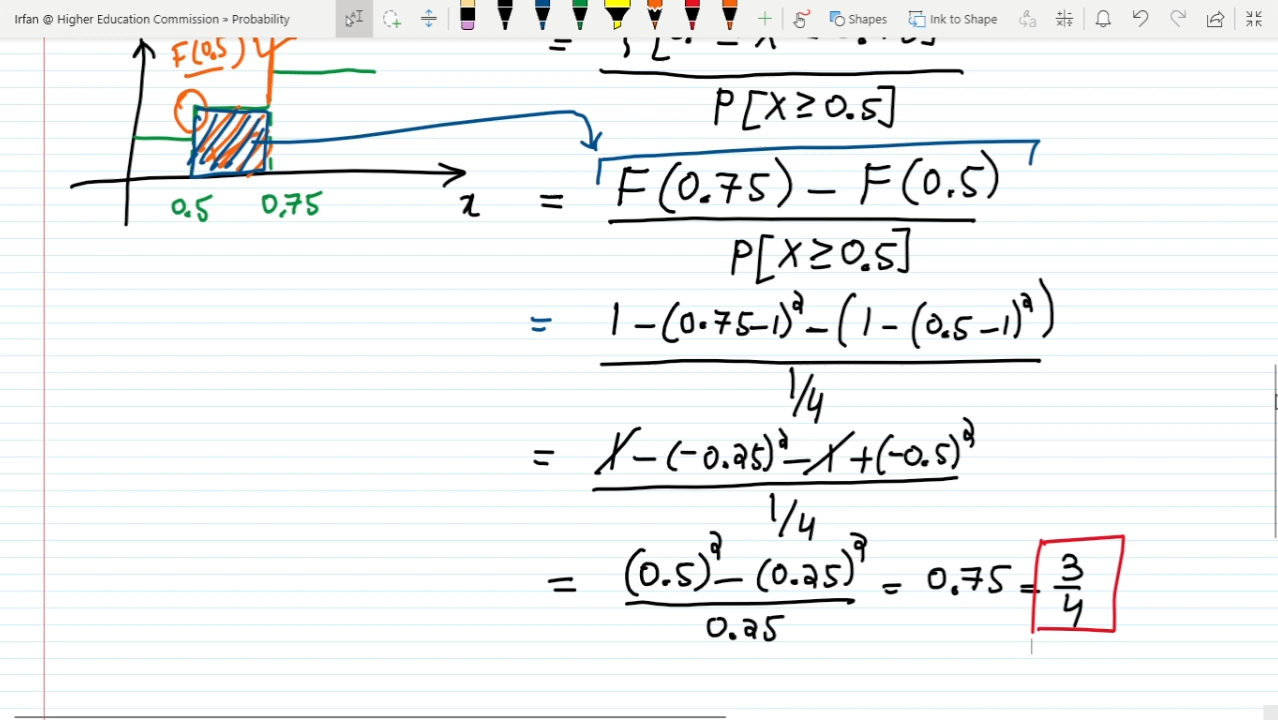 Irfan @ Higher Education Commission » Probability
Shapes
Ink to Shape
F(0.5)
0.5
0.75
x
=
P[X ≥ 0.5]
= F(0.75) – F(0.5)
P[X ≥ 0.5]
= 1 – (0.75 – 1)² – (1 – (0.5 – 1)²)
1/4
= 1 – (–0.25)² – 1 + (–0.5)²
1/4
= (0.5)² – (0.25)² = 0.75 = 3/4
0.25